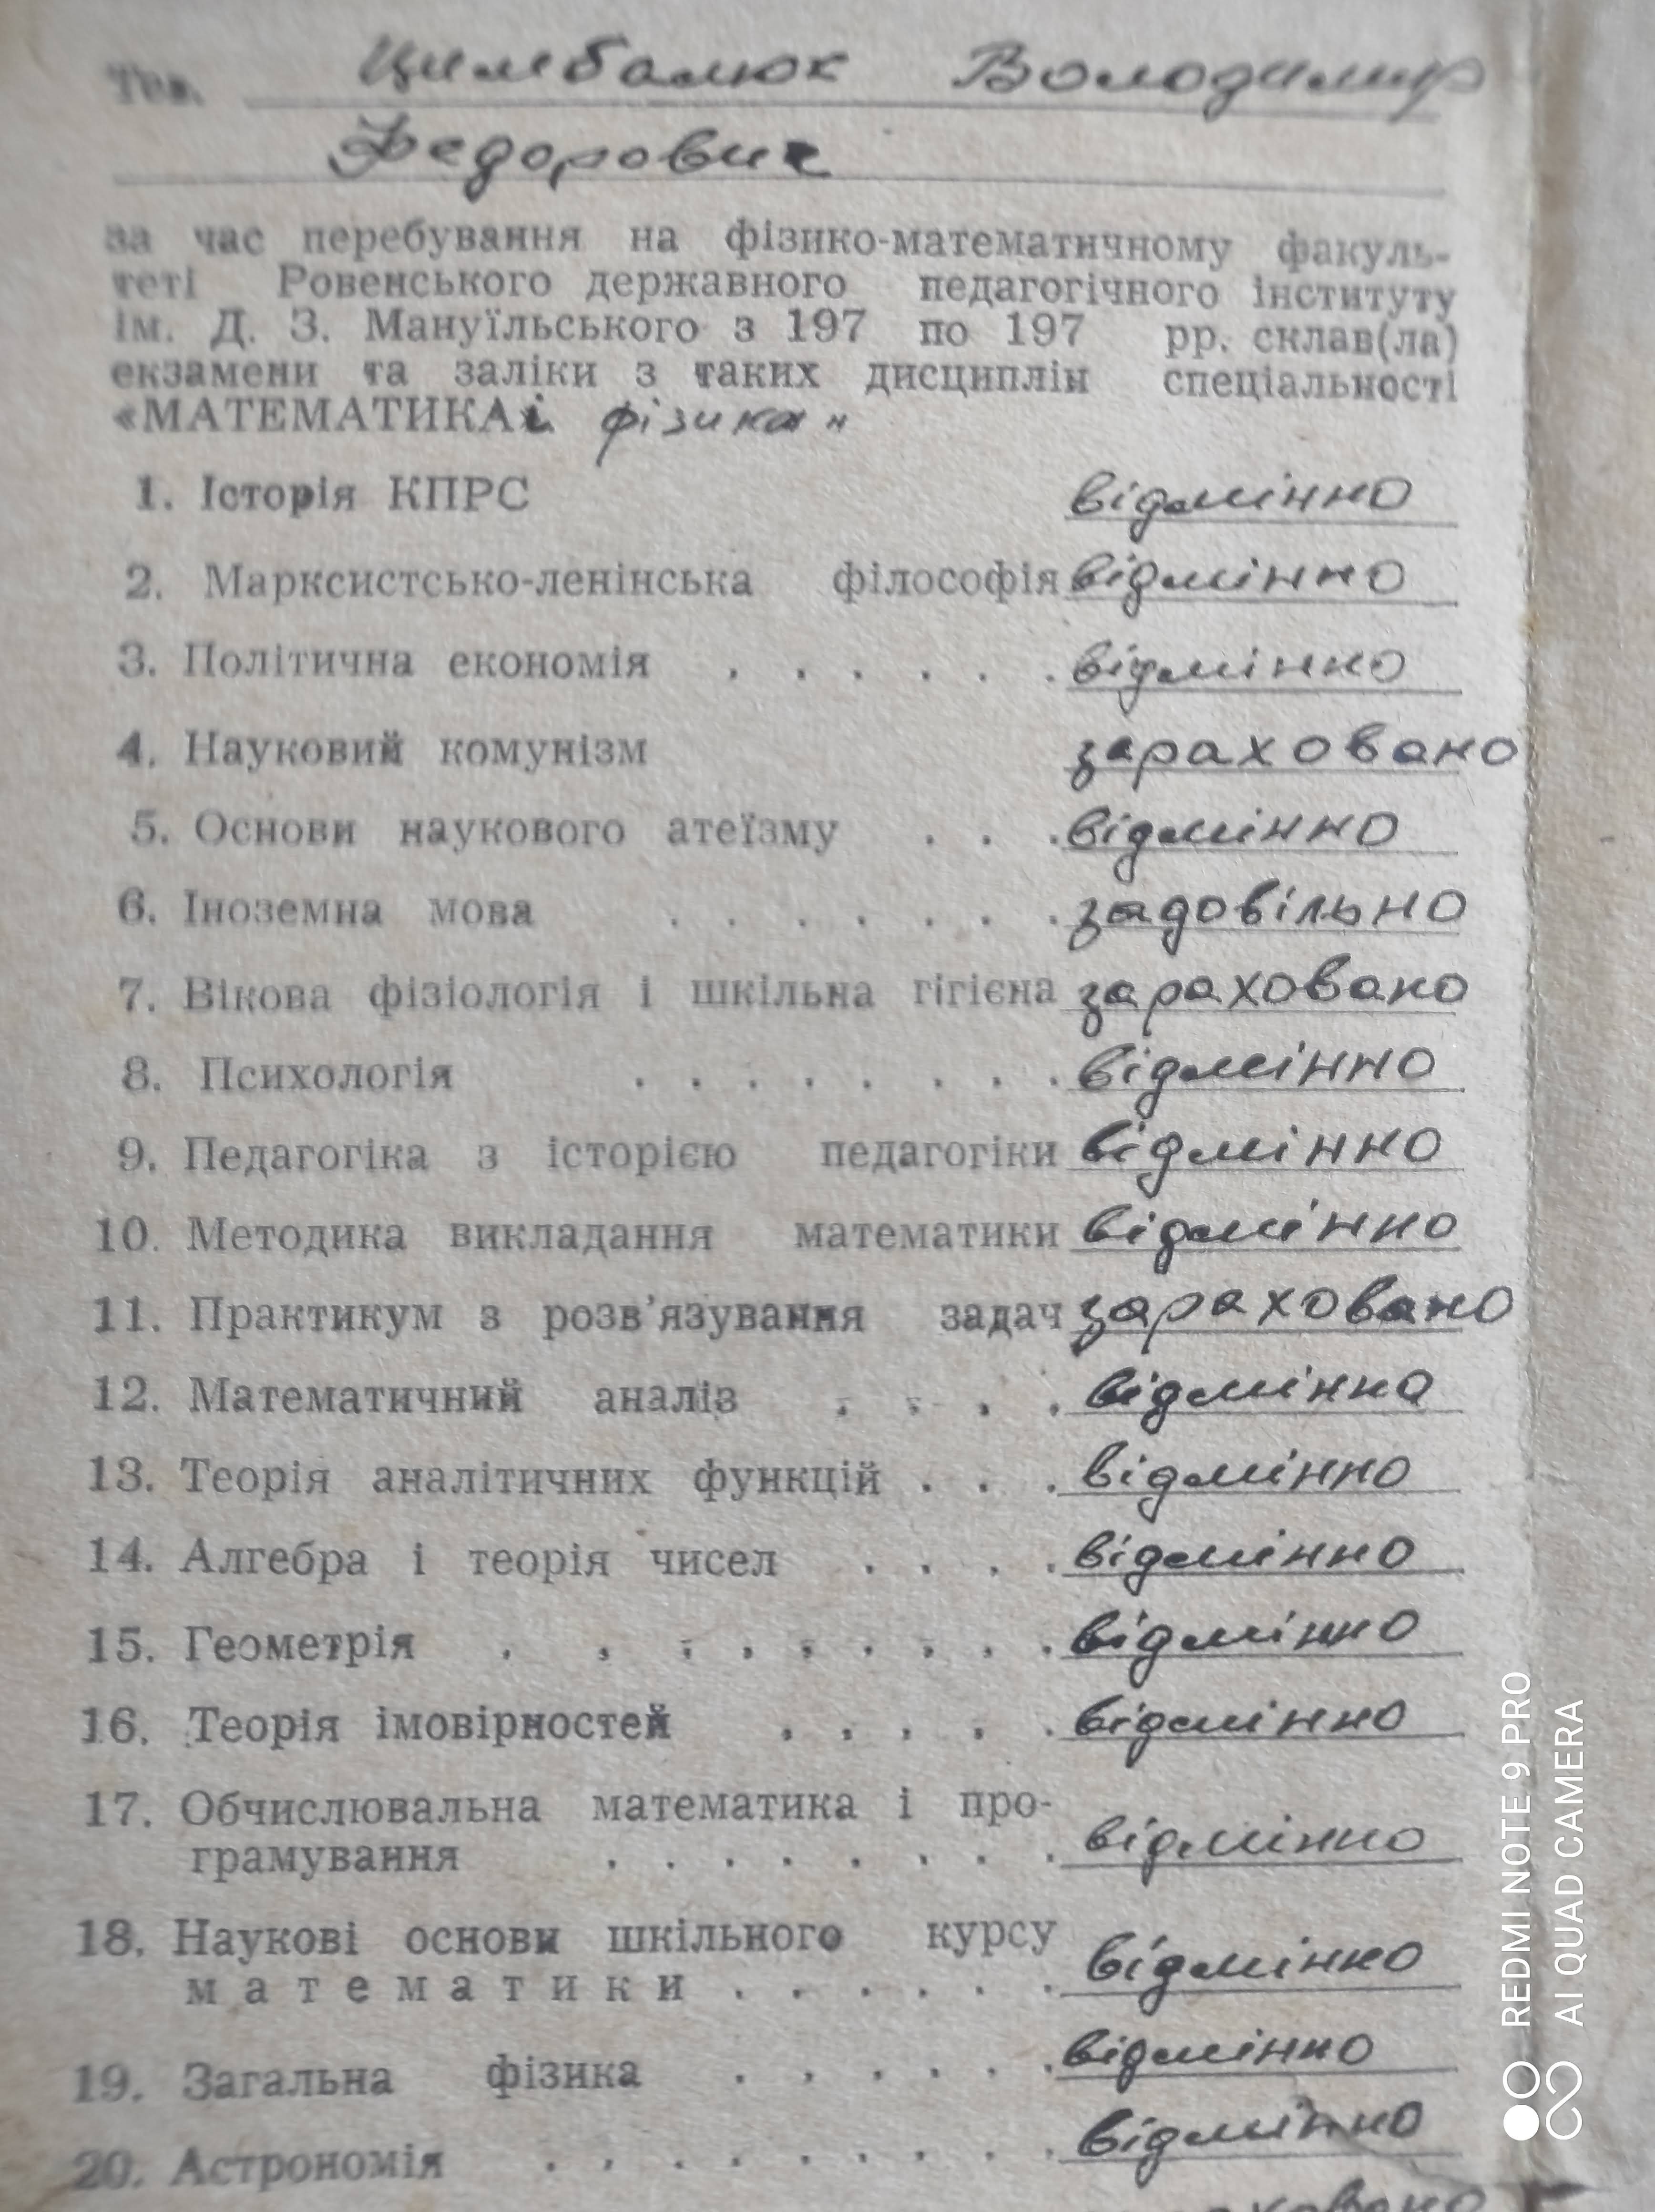 Тов. Цимбалюк Володимир
Федорович
за час перебування на фізико-математичному факуль-
теті Ровенського державного педагогічного інституту
ім. Д. З. Мануїльського з 197 по 197 рр. склав(ла)
екзамени та заліки з таких дисциплін спеціальності
«МАТЕМАТИКА і фізика»
1. Історія КПРС відмінно
2. Марксистсько-ленінська філософія відмінно
3. Політична економія . . . . . . відмінно
4. Науковий комунізм зараховано
5. Основи наукового атеїзму . . . відмінно
6. Іноземна мова . . . . . . . задовільно
7. Вікова фізіологія і шкільна гігієна зараховано
8. Психологія . . . . . . . . відмінно
9. Педагогіка з історією педагогіки відмінно
10. Методика викладання математики відмінно
11. Практикум з розв'язування задач зараховано
12. Математичний аналіз . . . . відмінно
13. Теорія аналітичних функцій . . . відмінно
14. Алгебра і теорія чисел . . . . відмінно
15. Геометрія . . . . . . . . . відмінно
16. Теорія імовірностей . . . . . відмінно
17. Обчислювальна математика і про-
грамування . . . . . . . . відмінно
18. Наукові основи шкільного курсу
математики . . . . . . відмінно
19. Загальна фізика . . . . . . відмінно
20. Астрономія . . . . . . . . . відмінно
REDMI NOTE 9 PRO
AI QUAD CAMERA